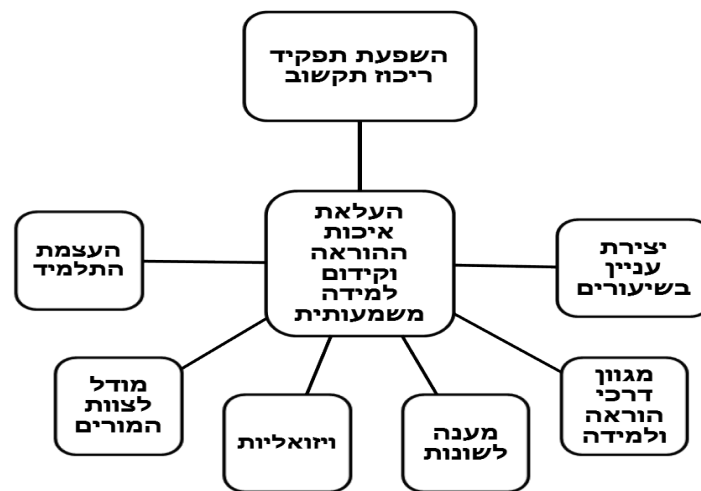 השפעת תפקיד
ריכוז תקשוב
העלאת
איכות
ההוראה
וקידום
למידה
משמעותית
יצירת
עניין
בשיעורים
מגוון
דרכי
הוראה
ולמידה
מענה
לשונות
ויזואליות
מודל
לצוות
המורים
העצמת
התלמיד